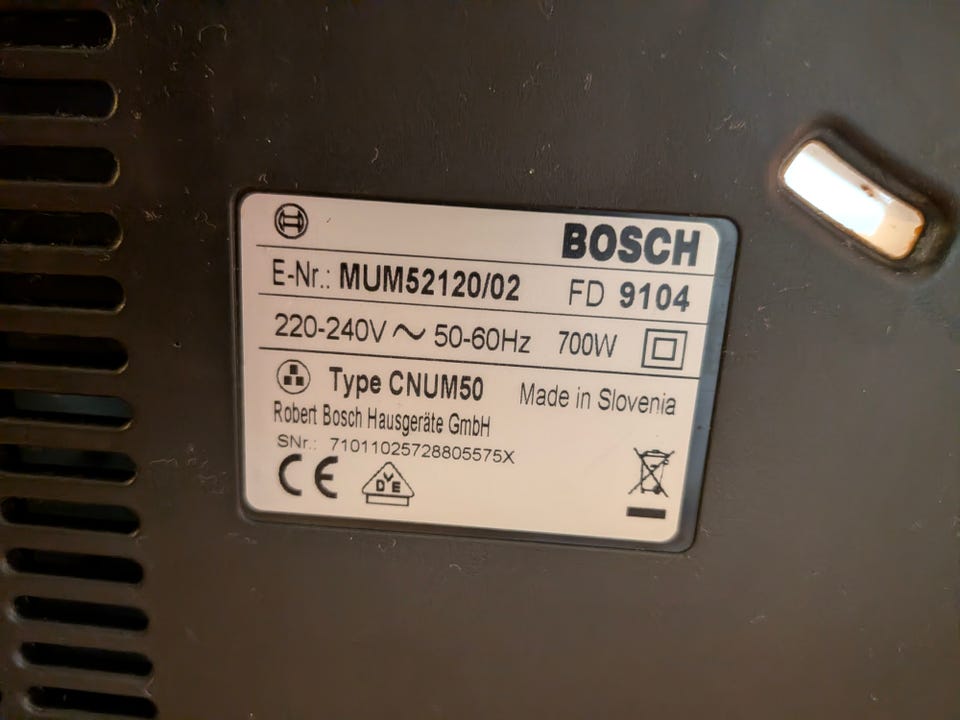 BOSCH
E-Nr.: MUM52120/02 FD 9104
220-240V ~ 50-60Hz 700W
Type CNUM50 Made in Slovenia
Robert Bosch Hausgeräte GmbH
SNr.: 71011025728805575X
CE DVE